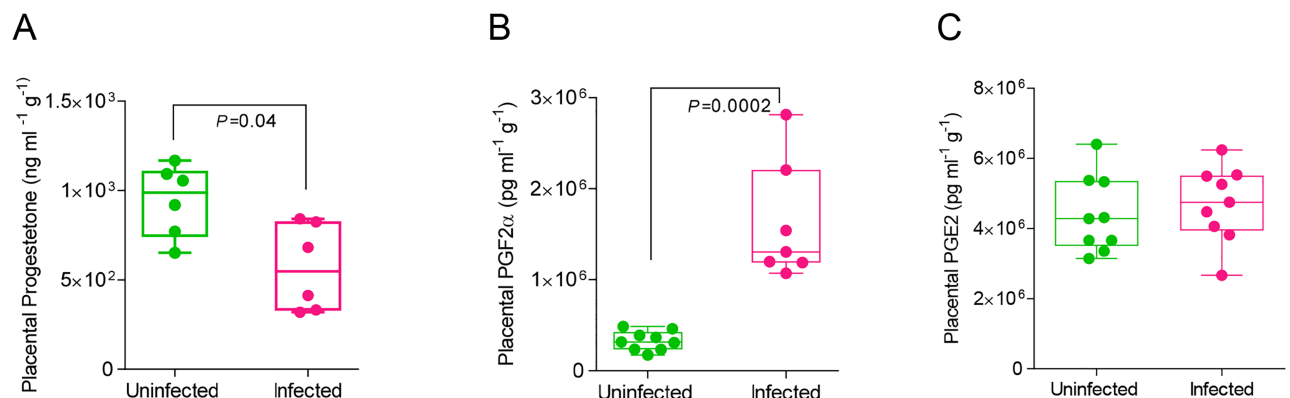 A
Placental Progestetone (ng ml⁻¹ g⁻¹)
1.5×10³
1×10³
5×10²
0
P=0.04
Uninfected Infected
B
Placental PGF2α (pg ml⁻¹ g⁻¹)
3×10⁶
2×10⁶
1×10⁶
0
P=0.0002
Uninfected Infected
C
Placental PGE2 (pg ml⁻¹ g⁻¹)
8×10⁶
6×10⁶
4×10⁶
2×10⁶
0
Uninfected Infected